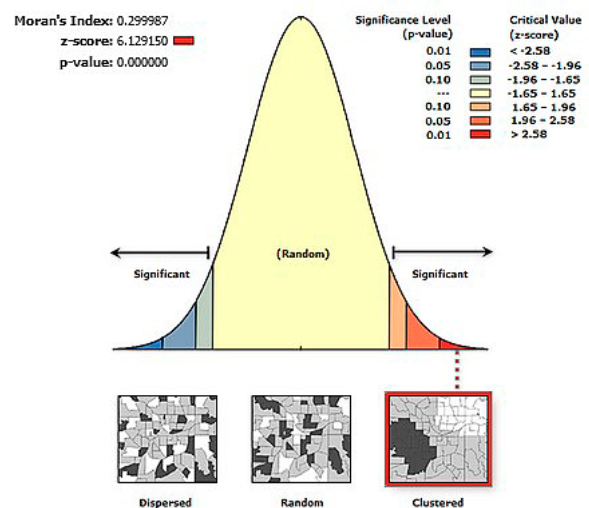 Moran's Index: 0.299987
z-score: 6.129150
p-value: 0.000000
Significance Level
(p-value)
Critical Value
(z-score)
0.01 < -2.58
0.05 -2.58 – -1.96
0.10 -1.96 – -1.65
--- -1.65 – 1.65
0.10 1.65 – 1.96
0.05 1.96 – 2.58
0.01 > 2.58
(Random)
Significant
Significant
Dispersed
Random
Clustered